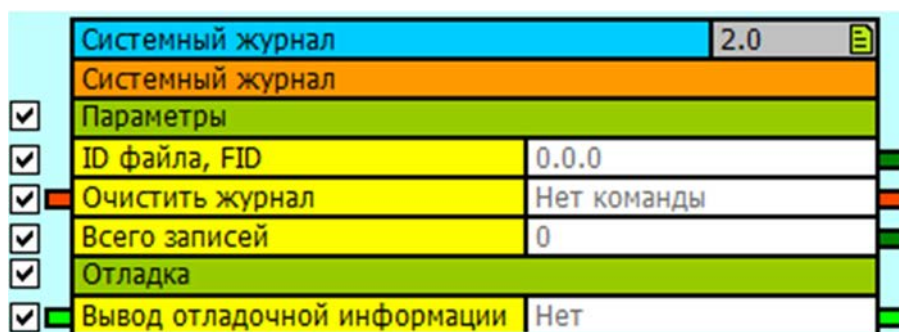 Системный журнал 2.0
Системный журнал
Параметры
ID файла, FID 0.0.0
Очистить журнал Нет команды
Всего записей 0
Отладка
Вывод отладочной информации Нет